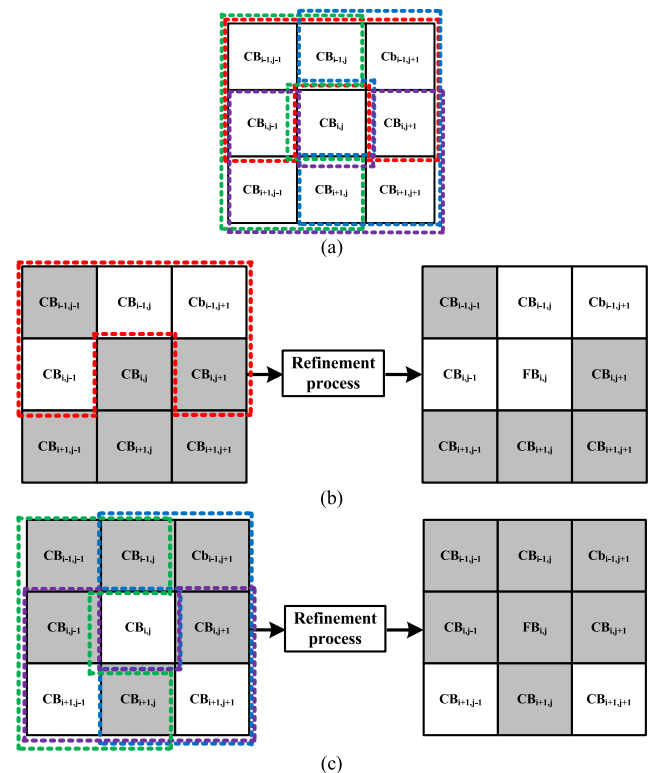 CBi-1,j-1 CBi-1,j Cbi-1,j+1
CBi,j-1 CBi,j CBi,j+1
CBi+1,j-1 CBi+1,j CBi+1,j+1
(a)
CBi-1,j-1 CBi-1,j Cbi-1,j+1
CBi,j-1 CBi,j CBi,j+1
CBi+1,j-1 CBi+1,j CBi+1,j+1
Refinement
process
CBi-1,j-1 CBi-1,j Cbi-1,j+1
CBi,j-1 FBi,j CBi,j+1
CBi+1,j-1 CBi+1,j CBi+1,j+1
(b)
CBi-1,j-1 CBi-1,j Cbi-1,j+1
CBi,j-1 CBi,j CBi,j+1
CBi+1,j-1 CBi+1,j CBi+1,j+1
Refinement
process
CBi-1,j-1 CBi-1,j Cbi-1,j+1
CBi,j-1 FBi,j CBi,j+1
CBi+1,j-1 CBi+1,j CBi+1,j+1
(c)